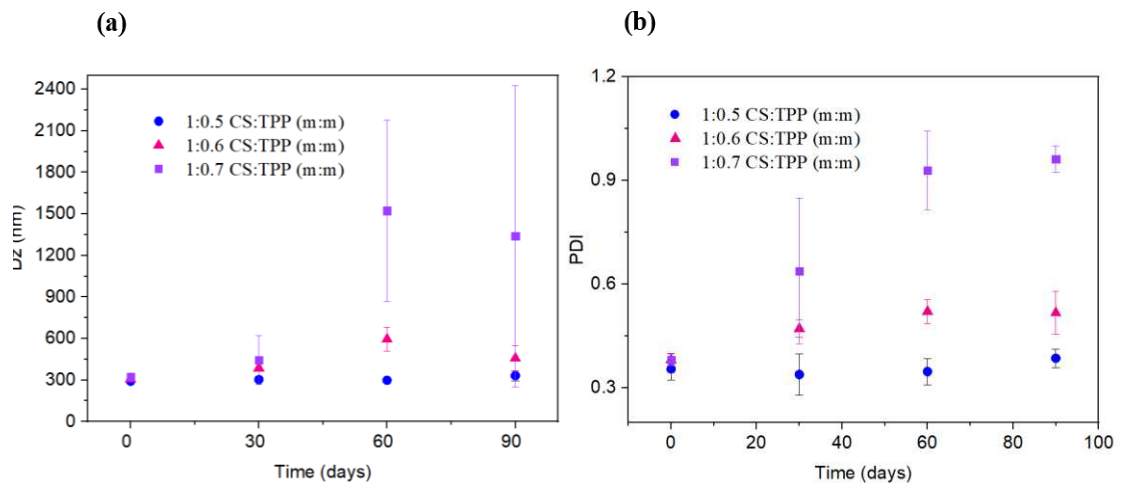 (a)
(b)
2400
2100
1800
1500
1200
900
600
300
0
Dz (nm)
1:0.5 CS:TPP (m:m)
1:0.6 CS:TPP (m:m)
1:0.7 CS:TPP (m:m)
0 30 60 90
Time (days)
1.2
0.9
0.6
0.3
PDI
1:0.5 CS:TPP (m:m)
1:0.6 CS:TPP (m:m)
1:0.7 CS:TPP (m:m)
0 20 40 60 80 100
Time (days)